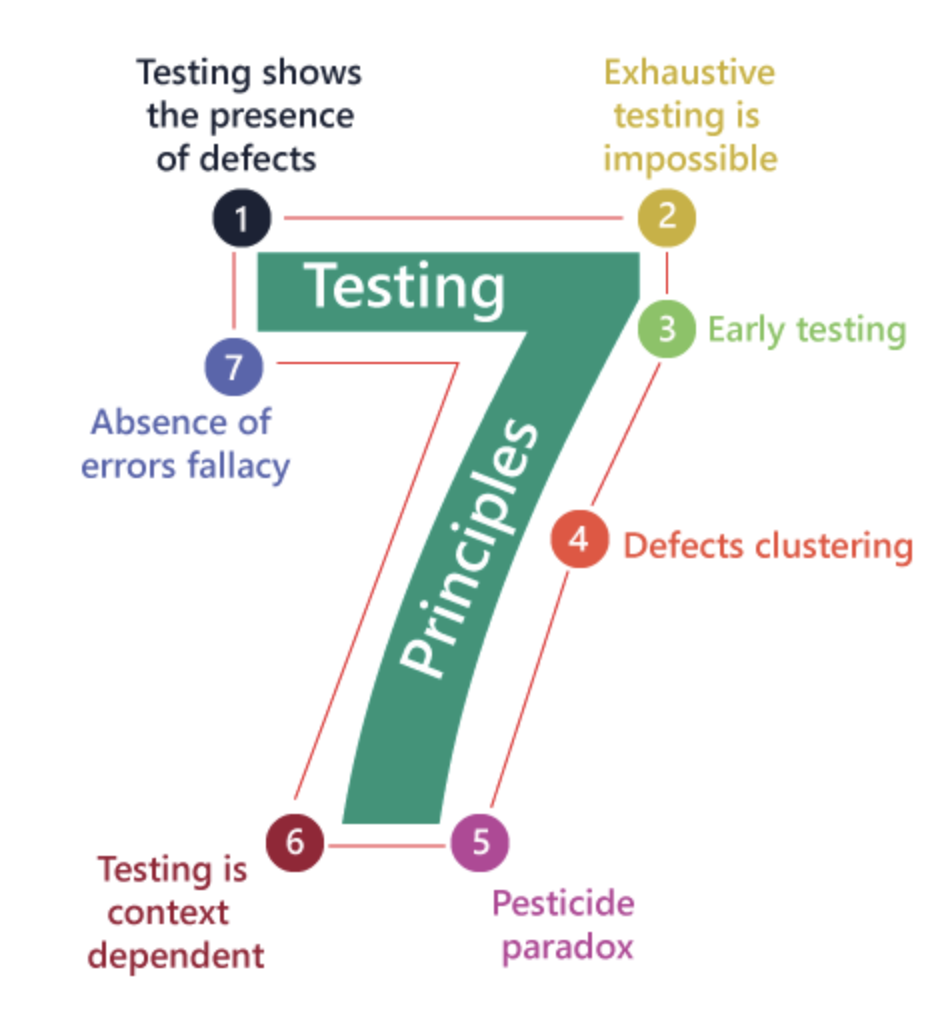 Testing shows
the presence
of defects
1
Exhaustive
testing is
impossible
2
Testing
Principles
3
Early testing
4
Defects clustering
5
Pesticide
paradox
6
Testing is
context
dependent
7
Absence of
errors fallacy